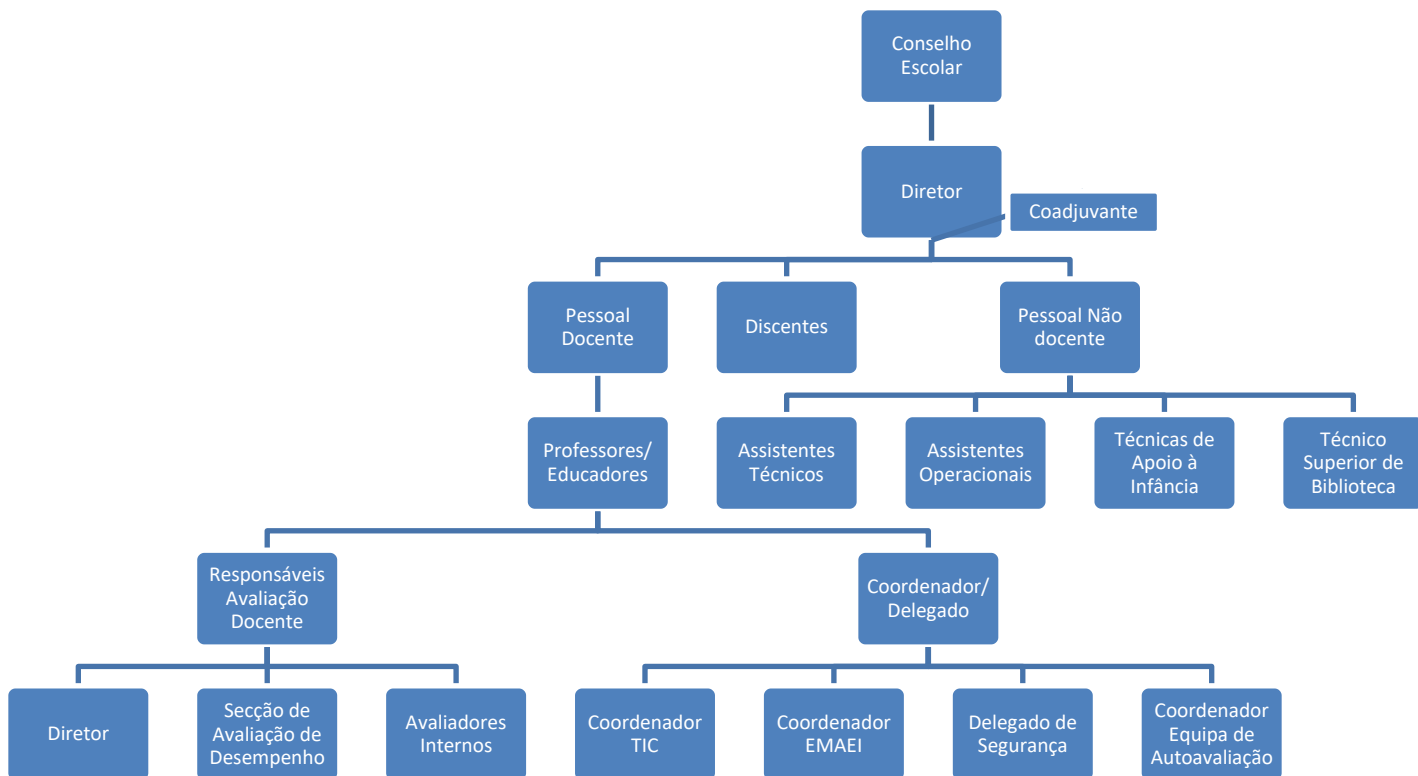 Conselho
Escolar
Diretor
Coadjuvante
Pessoal
Docente
Discentes
Pessoal Não
docente
Professores/
Educadores
Assistentes
Técnicos
Assistentes
Operacionais
Técnicas de
Apoio à
Infância
Técnico
Superior de
Biblioteca
Responsáveis
Avaliação
Docente
Coordenador/
Delegado
Diretor
Secção de
Avaliação de
Desempenho
Avaliadores
Internos
Coordenador
TIC
Coordenador
EMAEI
Delegado de
Segurança
Coordenador
Equipa de
Autoavaliação